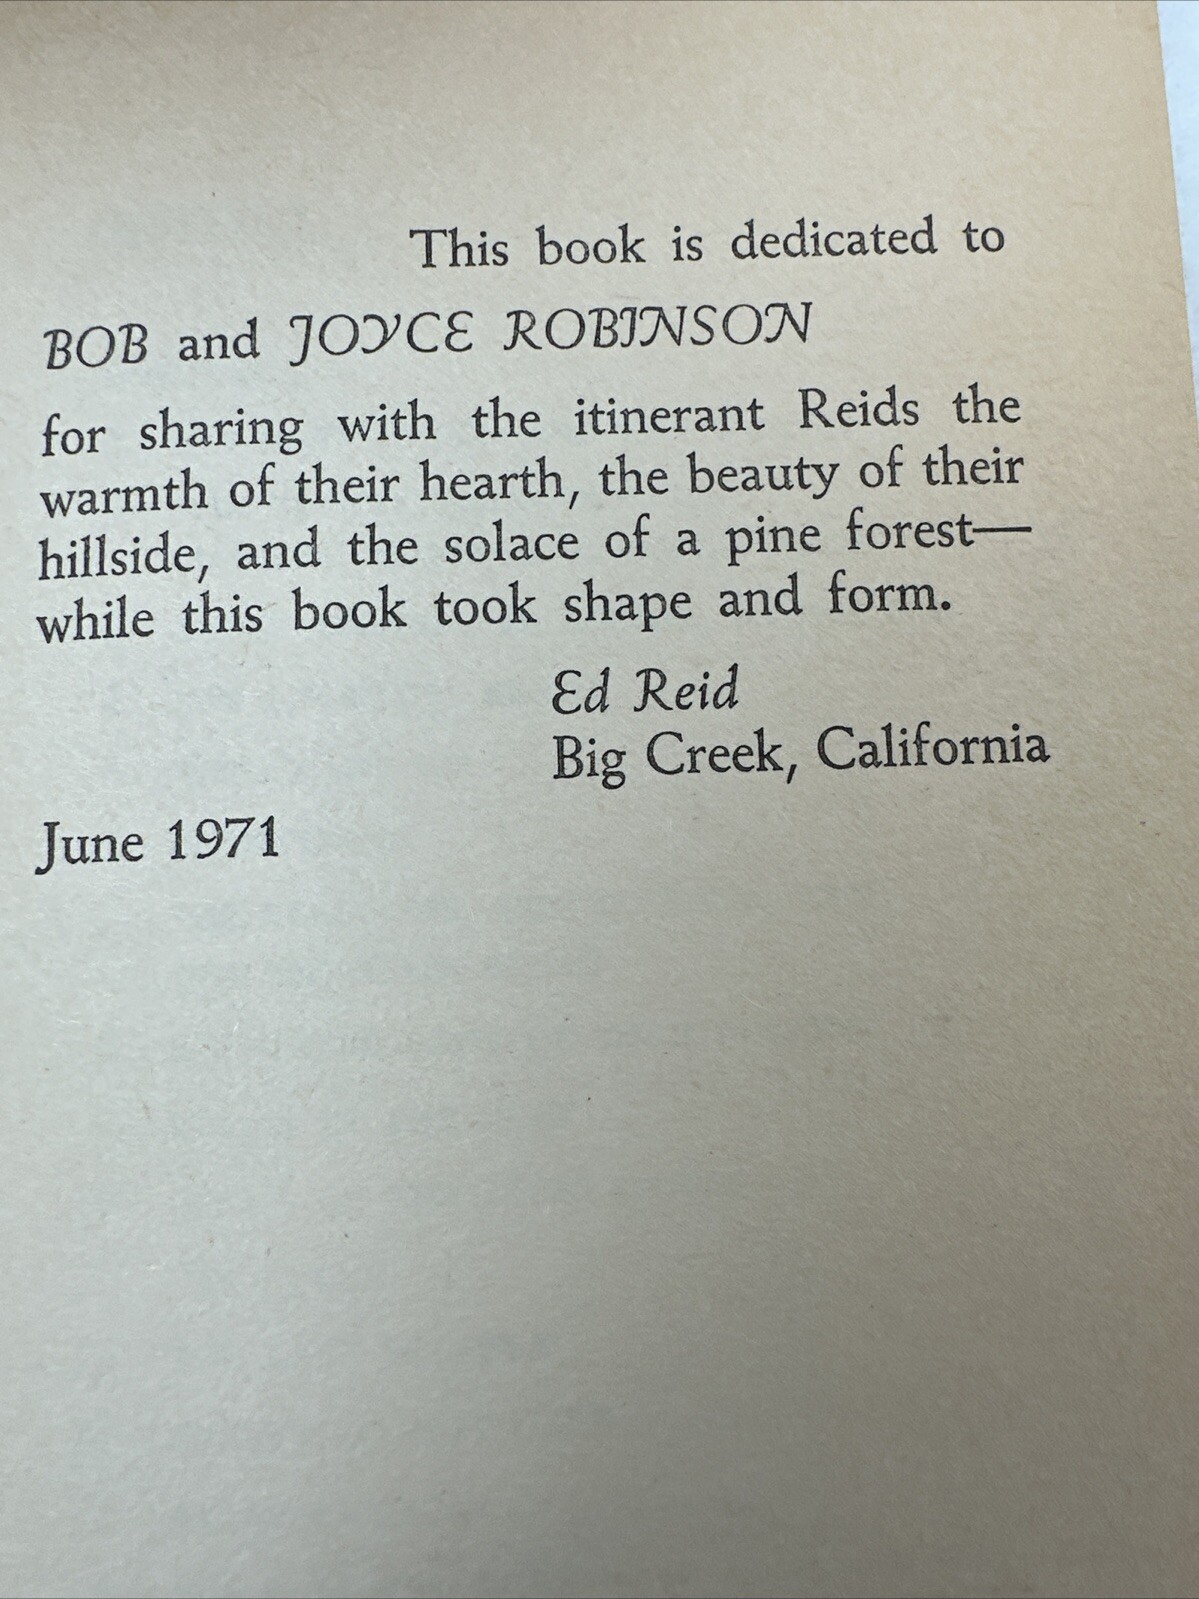 This book is dedicated to
BOB and JOYCE ROBINSON
for sharing with the itinerant Reids the
warmth of their hearth, the beauty of their
hillside, and the solace of a pine forest—
while this book took shape and form.
Ed Reid
Big Creek, California
June 1971